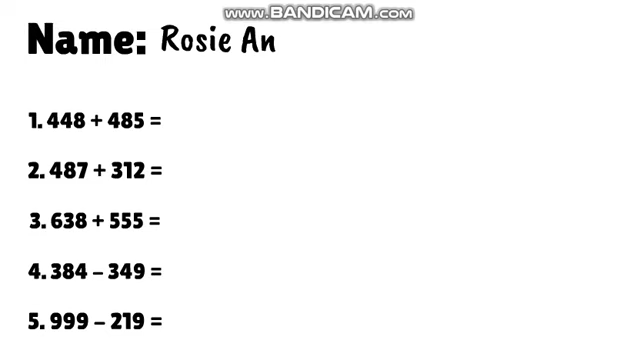 www.BANDICAM.com
Name: Rosie An
1. 448 + 485 =
2. 487 + 312 =
3. 638 + 555 =
4. 384 – 349 =
5. 999 – 219 =